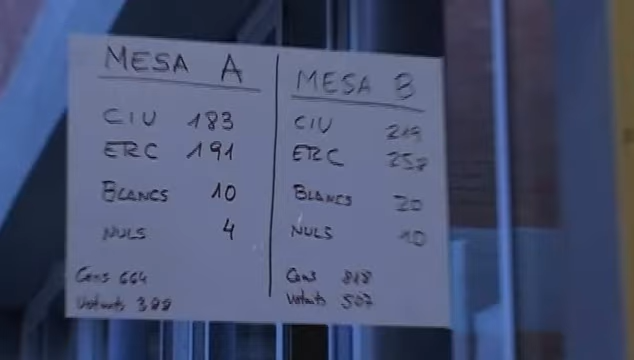 MESA A
CIU 183
ERC 191
BLANCS 10
NULS 4
Cens 664
Votants 388
MESA B
CIU 219
ERC 258
BLANCS 20
NULS 10
Cens 818
Votants 507